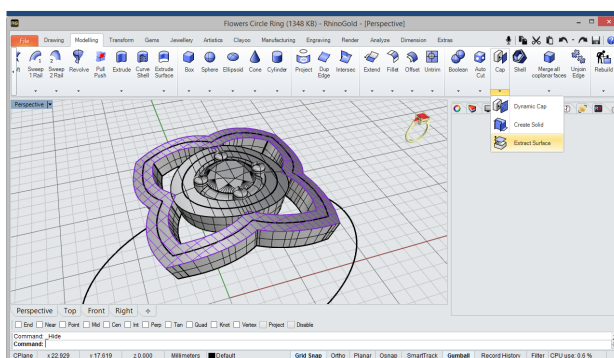 Flowers Circle Ring (1348 KB) - RhinoGold - [Perspective]
File Drawing Modelling Transform Gems Jewellery Artistics Clayoo Manufacturing Engraving Render Analyze Dimension Extras
Sweep 1 Rail Sweep 2 Rail Revolve Pull Push Extrude Curve Shell Extrude Surface Box Sphere Ellipsoid Cone Cylinder Project Dup Edge Intersec Extend Fillet Offset Untrim Boolean Auto Cut Cap Shell Merge all coplanar faces Unjoin Edge Rebuild
Perspective
Dynamic Cap
Create Solid
Extract Surface
Perspective Top Front Right
End Near Point Mid Cen Int Perp Tan Quad Knot Vertex Project Disable
Command: _Hide
Command:
CPlane x 22.929 y 17.619 z 0.000 Millimeters Default Grid Snap Ortho Planar Osnap SmartTrack Gumball Record History Filter CPU use: 0.6 %